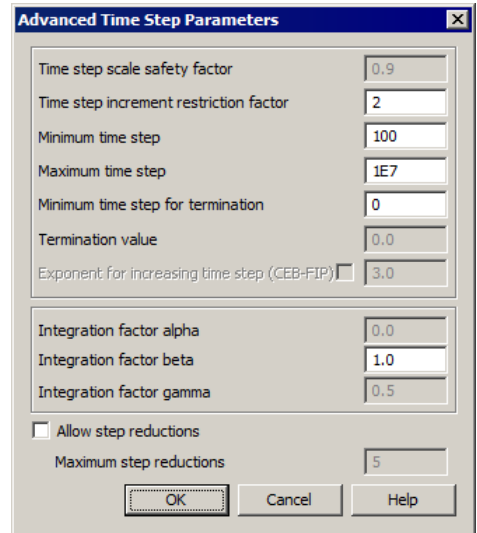 Advanced Time Step Parameters
Time step scale safety factor 0.9
Time step increment restriction factor 2
Minimum time step 100
Maximum time step 1E7
Minimum time step for termination 0
Termination value 0.0
Exponent for increasing time step (CEB-FIP) 3.0
Integration factor alpha 0.0
Integration factor beta 1.0
Integration factor gamma 0.5
Allow step reductions
Maximum step reductions 5
OK Cancel Help